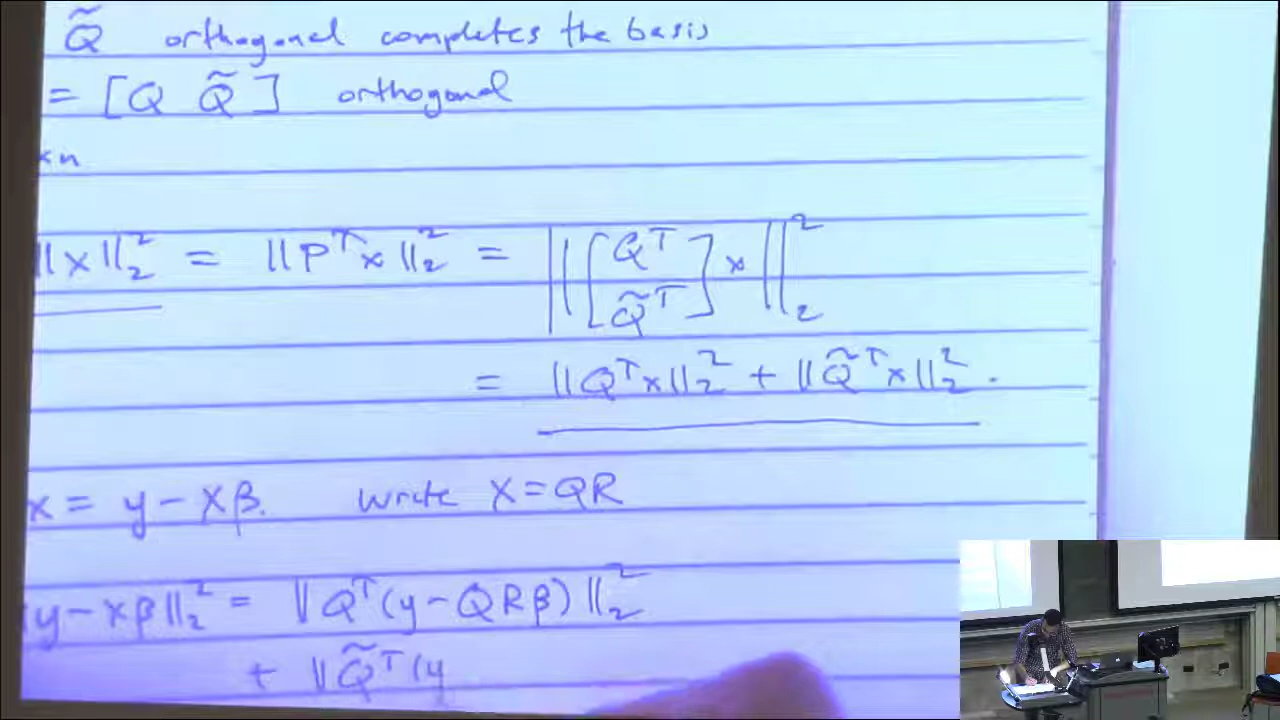 Q̃ orthogonal completes the basis
= [Q Q̃] orthogonal
×n
||x||₂² = ||Pᵀx||₂² = ||[Qᵀ
Q̃ᵀ] x||₂²
= ||Qᵀx||₂² + ||Q̃ᵀx||₂².
x = y - Xβ. write X = QR
y - Xβ||₂² = ||Qᵀ(y - QRβ)||₂²
+ ||Q̃ᵀ(y